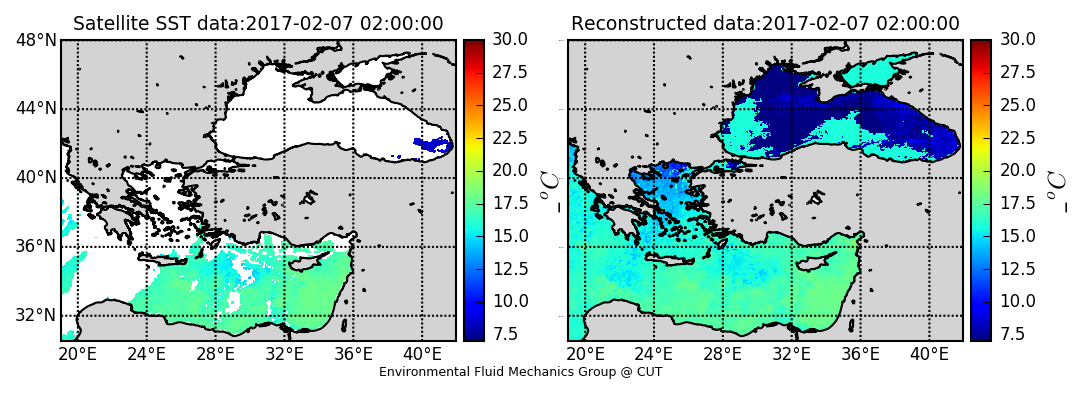 Satellite SST data:2017-02-07 02:00:00
Reconstructed data:2017-02-07 02:00:00
48°N
44°N
40°N
36°N
32°N
20°E 24°E 28°E 32°E 36°E 40°E
30.0
27.5
25.0
22.5
20.0
17.5
15.0
12.5
10.0
7.5
_°C
20°E 24°E 28°E 32°E 36°E 40°E
30.0
27.5
25.0
22.5
20.0
17.5
15.0
12.5
10.0
7.5
_°C
Environmental Fluid Mechanics Group @ CUT